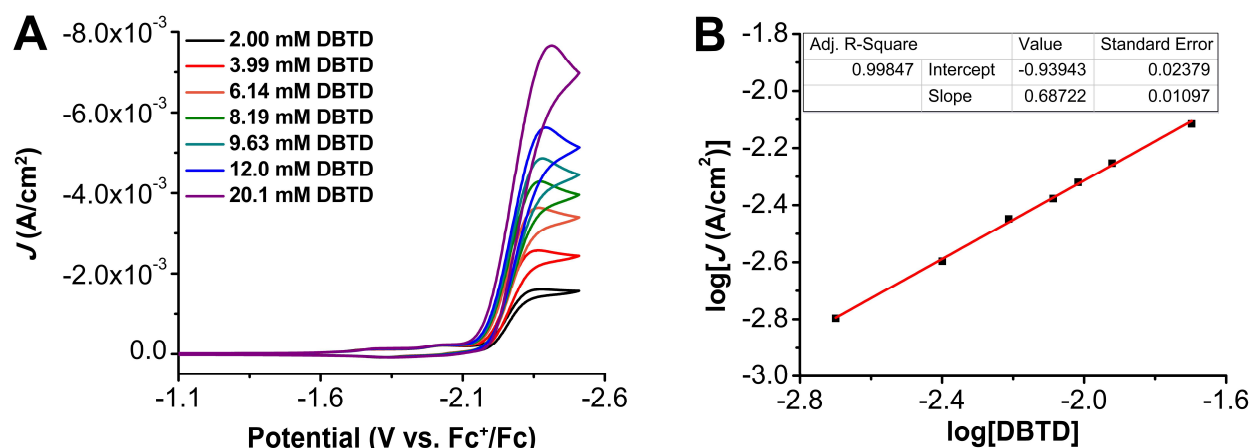 A
-8.0x10⁻³
-6.0x10⁻³
-4.0x10⁻³
-2.0x10⁻³
0.0
J (A/cm²)
2.00 mM DBTD
3.99 mM DBTD
6.14 mM DBTD
8.19 mM DBTD
9.63 mM DBTD
12.0 mM DBTD
20.1 mM DBTD
-1.1 -1.6 -2.1 -2.6
Potential (V vs. Fc⁺/Fc)
B
-1.8
-2.0
-2.2
-2.4
-2.6
-2.8
-3.0
log[J (A/cm²)]
Adj. R-Square Value Standard Error
0.99847 Intercept -0.93943 0.02379
Slope 0.68722 0.01097
-2.8 -2.4 -2.0 -1.6
log[DBTD]